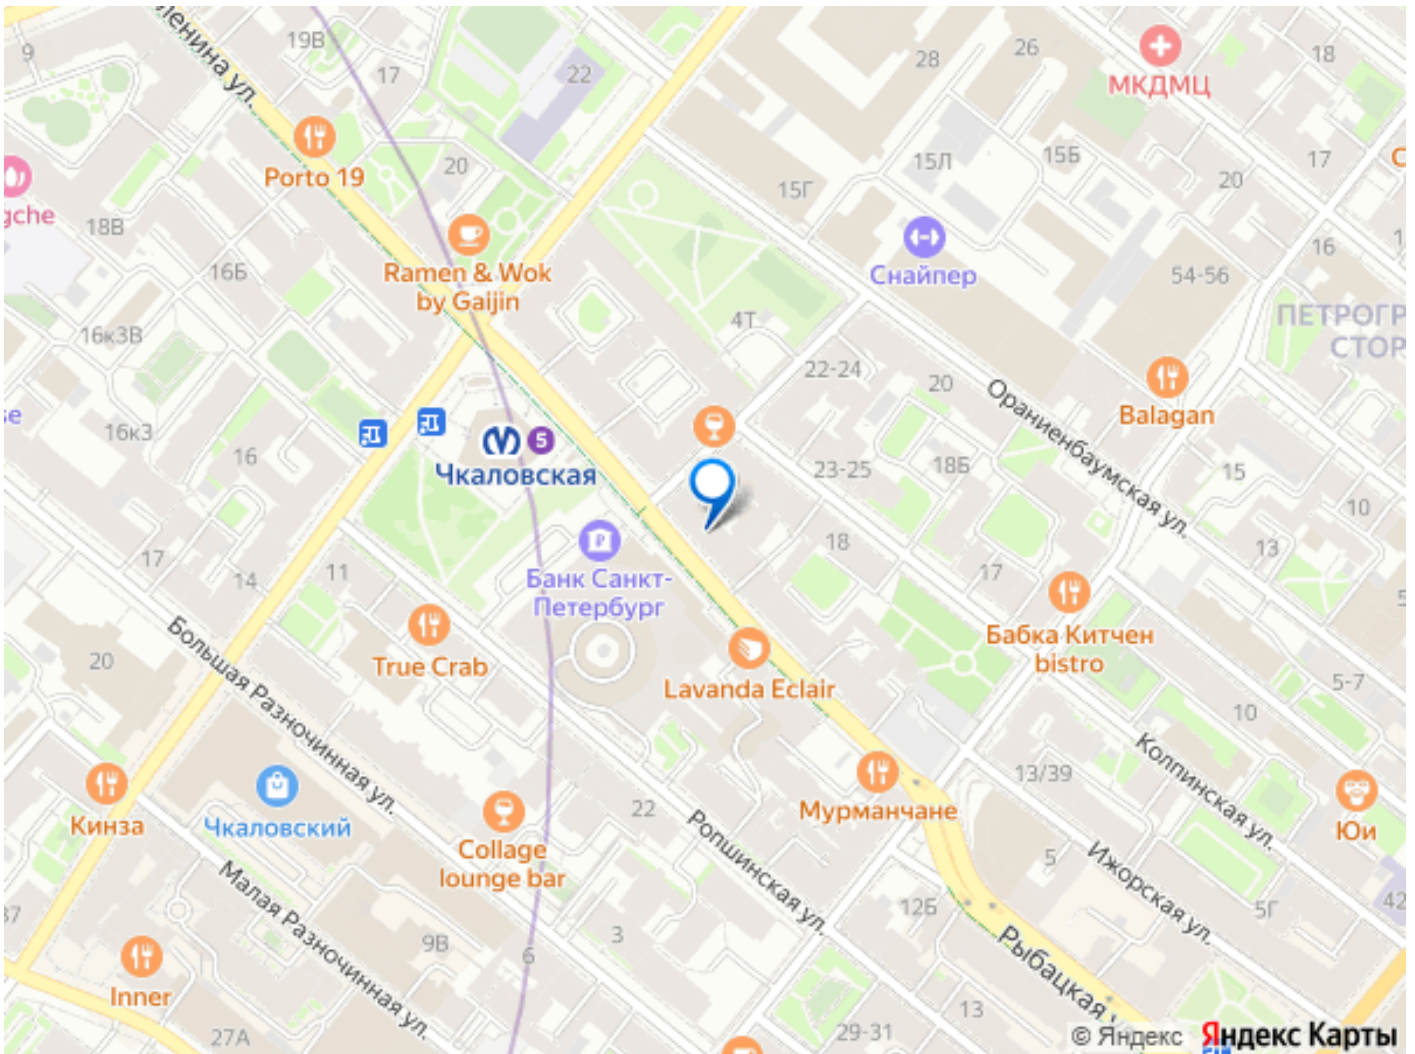 Ленина ул.
9
19В
17
22
28
26
МКДМЦ
18
Porto 19
20
15Г
15Л
15Б
20
17
С
gche
18В
16Б
Ramen & Wok
by Gaijin
Снайпер
16
54-56
16к3В
4Т
ПЕТРОГР
СТОР
22-24
20
Ораниенбаумская ул.
Balagan
se
16к3
16
5
Чкаловская
23-25
18Б
15
10
17
14
11
Банк Санкт-
Петербург
18
17
13
5
Большая Разночинная ул.
20
True Crab
Lavanda Eclair
Бабка Китчен
bistro
5-7
10
Колпинская ул.
Кинза
Чкаловский
22
Ропшинская ул.
Мурманчане
13/39
Юи
Collage
lounge bar
5
Ижорская ул.
Малая Разночинная ул.
37
9В
6
3
12Б
5Г
42
Рыбацкая
Inner
27А
29-31
13
© Яндекс Яндекс Карты